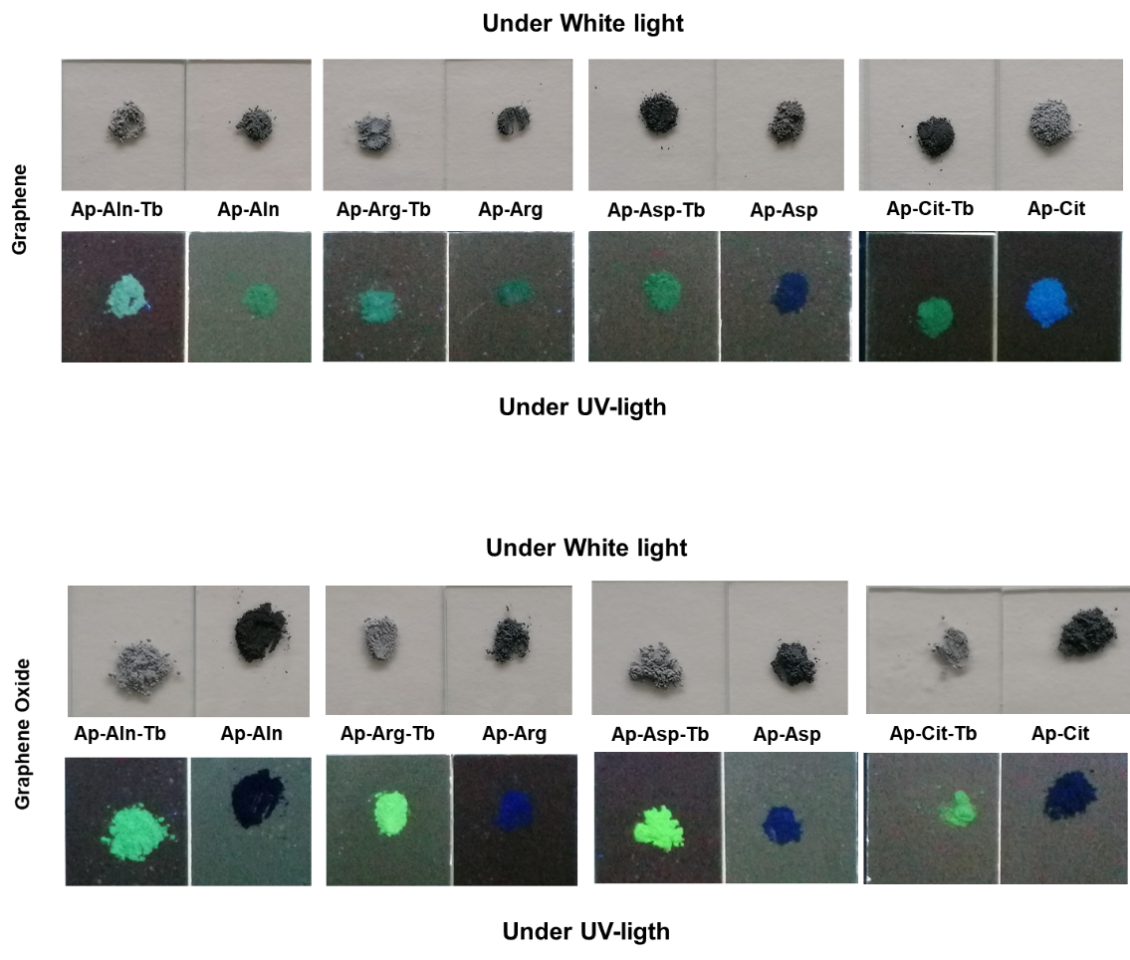 Under White light
Graphene
Ap-Aln-Tb Ap-Aln Ap-Arg-Tb Ap-Arg Ap-Asp-Tb Ap-Asp Ap-Cit-Tb Ap-Cit
Under UV-ligth
Under White light
Graphene Oxide
Ap-Aln-Tb Ap-Aln Ap-Arg-Tb Ap-Arg Ap-Asp-Tb Ap-Asp Ap-Cit-Tb Ap-Cit
Under UV-ligth